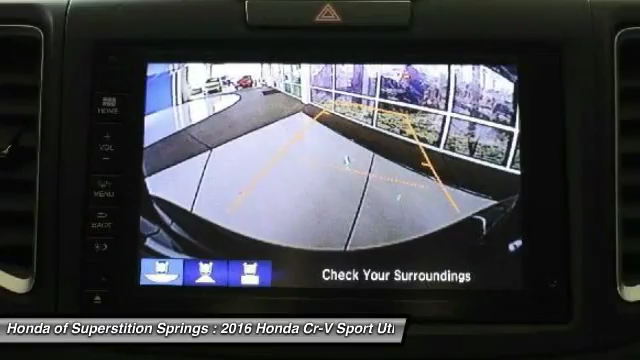 HOME
VOL
MENU
BACK
Check Your Surroundings
Honda of Superstition Springs : 2016 Honda Cr-V Sport Uti